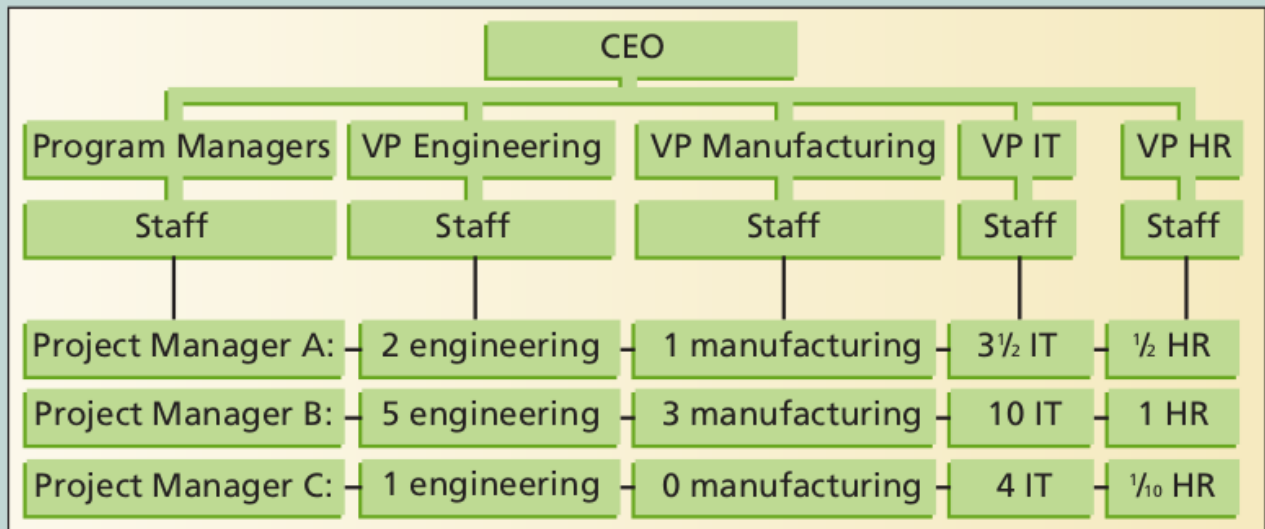 CEO
Program Managers VP Engineering VP Manufacturing VP IT VP HR
Staff Staff Staff Staff Staff
Project Manager A: 2 engineering 1 manufacturing 3½ IT ½ HR
Project Manager B: 5 engineering 3 manufacturing 10 IT 1 HR
Project Manager C: 1 engineering 0 manufacturing 4 IT 1/10 HR